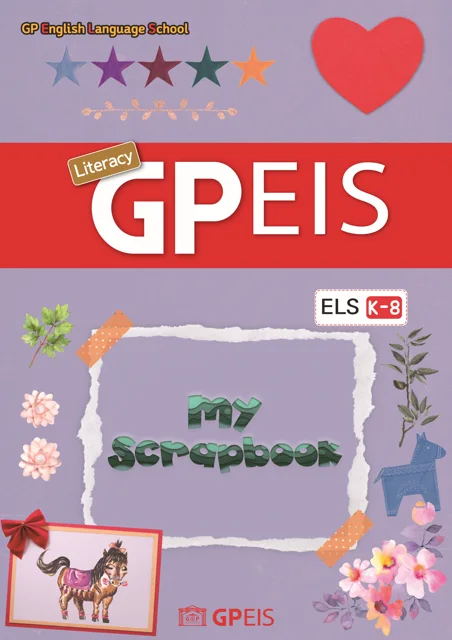 GP English Language School
Literacy
GPEIS
ELS K-8
My
Scrapbook
GPEIS